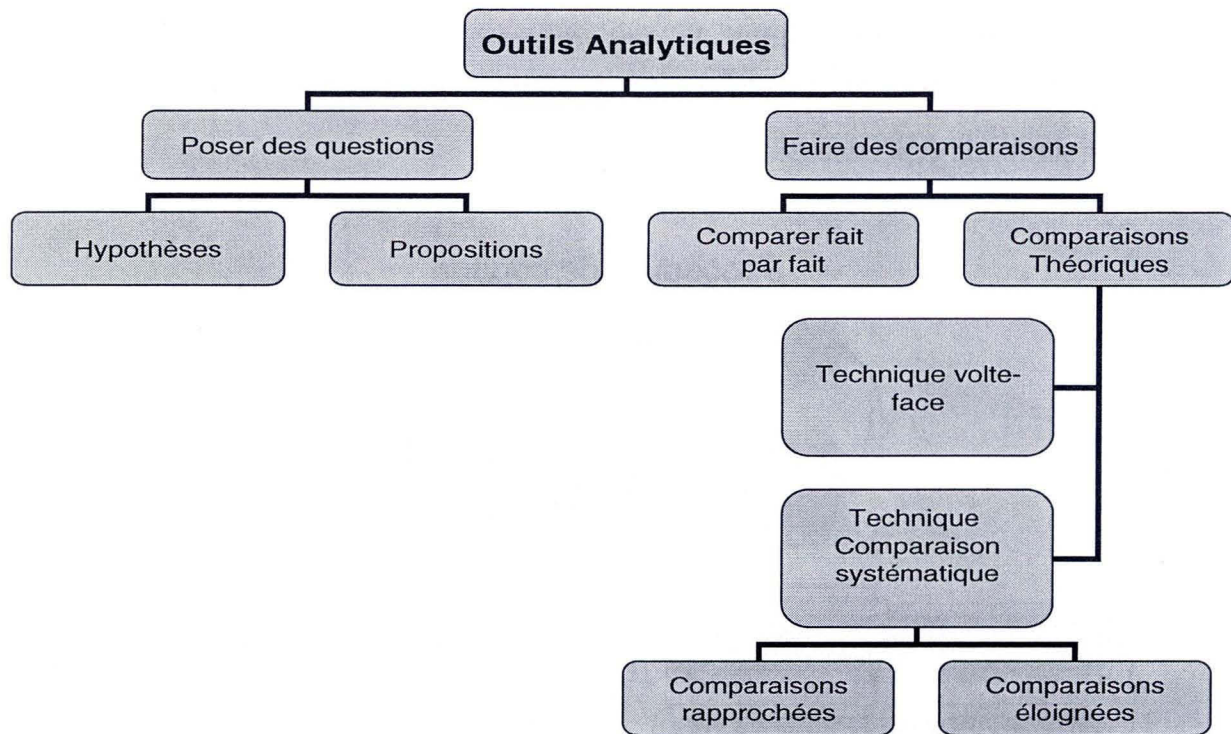 Outils Analytiques
Poser des questions
Faire des comparaisons
Hypothèses
Propositions
Comparer fait
par fait
Comparaisons
Théoriques
Technique volte-
face
Technique
Comparaison
systématique
Comparaisons
rapprochées
Comparaisons
éloignées